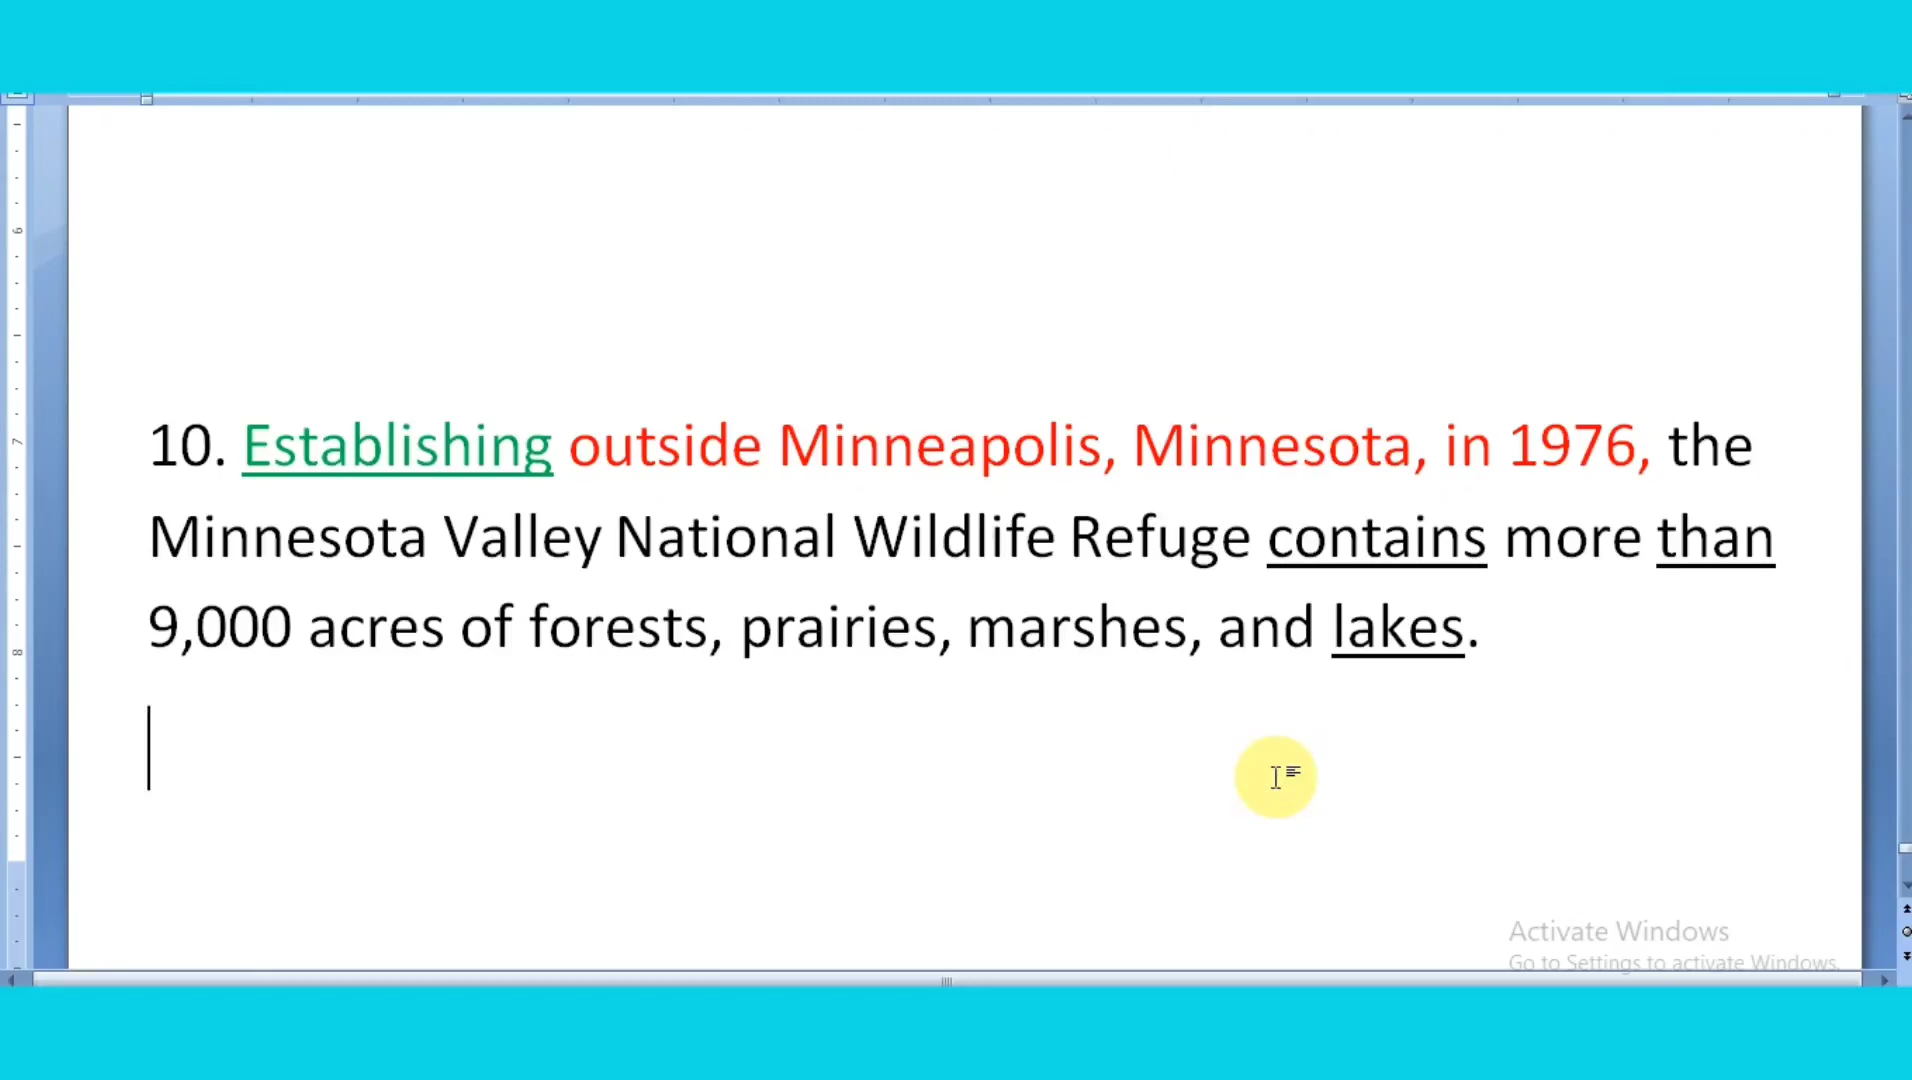 10. Establishing outside Minneapolis, Minnesota, in 1976, the
Minnesota Valley National Wildlife Refuge contains more than
9,000 acres of forests, prairies, marshes, and lakes.
Activate Windows
Go to Settings to activate Windows.